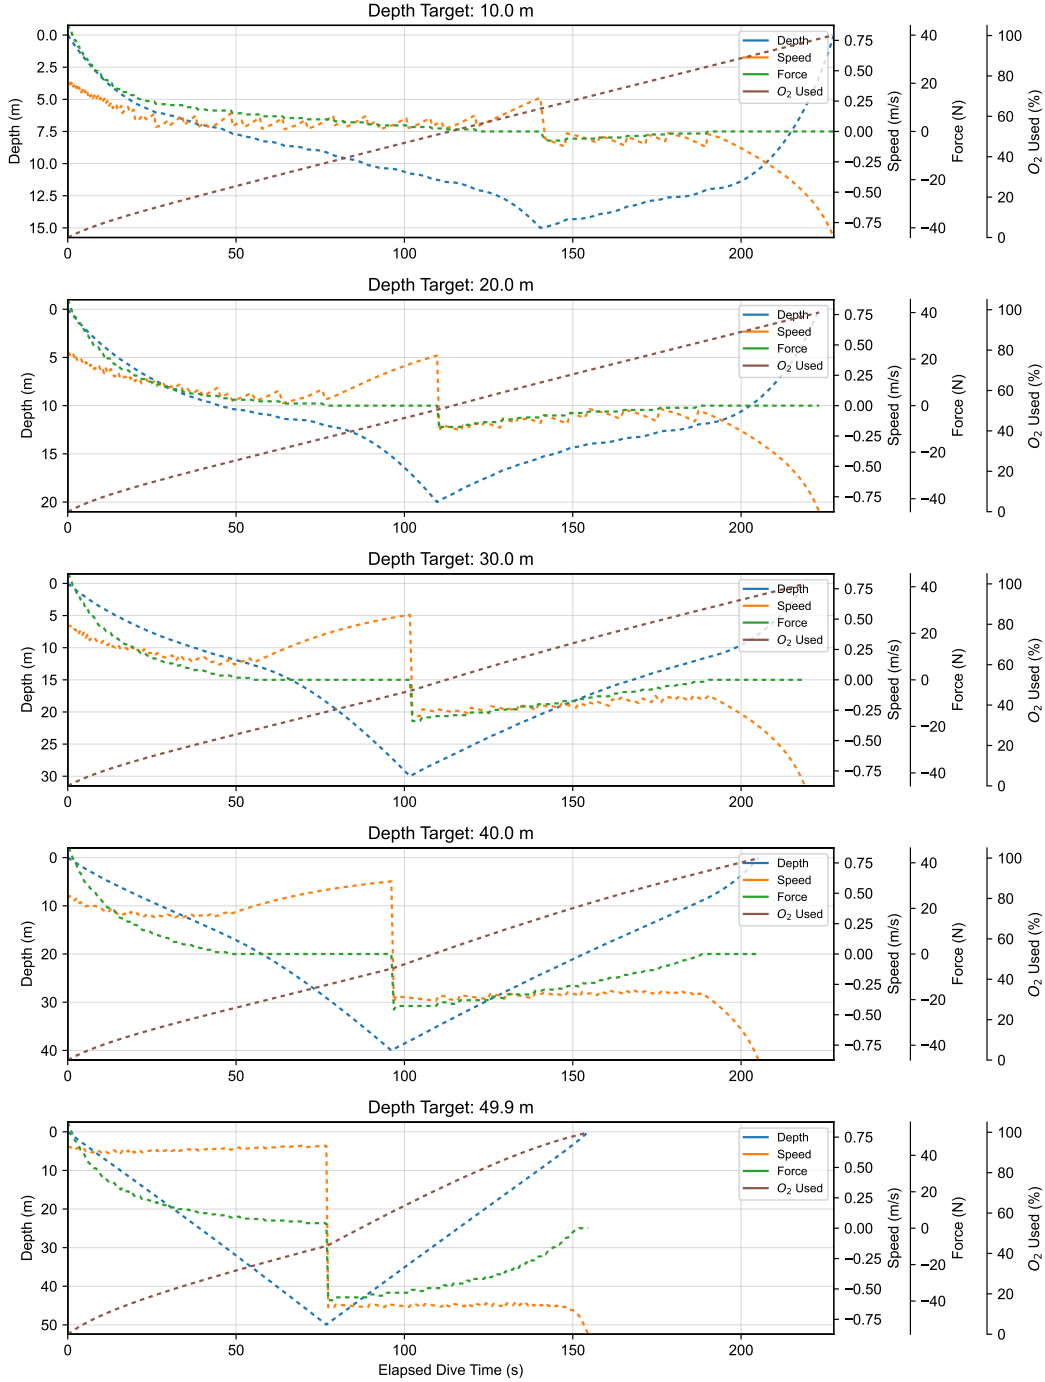 Depth Target: 10.0 m
0.0
2.5
5.0
7.5
10.0
12.5
15.0
Depth (m)
0 50 100 150 200
Depth
Speed
Force
O2 Used
0.75
0.50
0.25
0.00
−0.25
−0.50
−0.75
Speed (m/s)
40
20
0
−20
−40
Force (N)
100
80
60
40
20
0
O2 Used (%)
Depth Target: 20.0 m
0
5
10
15
20
Depth (m)
0 50 100 150 200
Depth
Speed
Force
O2 Used
0.75
0.50
0.25
0.00
−0.25
−0.50
−0.75
Speed (m/s)
40
20
0
−20
−40
Force (N)
100
80
60
40
20
0
O2 Used (%)
Depth Target: 30.0 m
0
5
10
15
20
25
30
Depth (m)
0 50 100 150 200
Depth
Speed
Force
O2 Used
0.75
0.50
0.25
0.00
−0.25
−0.50
−0.75
Speed (m/s)
40
20
0
−20
−40
Force (N)
100
80
60
40
20
0
O2 Used (%)
Depth Target: 40.0 m
0
10
20
30
40
Depth (m)
0 50 100 150 200
Depth
Speed
Force
O2 Used
0.75
0.50
0.25
0.00
−0.25
−0.50
−0.75
Speed (m/s)
40
20
0
−20
−40
Force (N)
100
80
60
40
20
0
O2 Used (%)
Depth Target: 49.9 m
0
10
20
30
40
50
Depth (m)
0 50 100 150 200
Elapsed Dive Time (s)
Depth
Speed
Force
O2 Used
0.75
0.50
0.25
0.00
−0.25
−0.50
−0.75
Speed (m/s)
40
20
0
−20
−40
Force (N)
100
80
60
40
20
0
O2 Used (%)